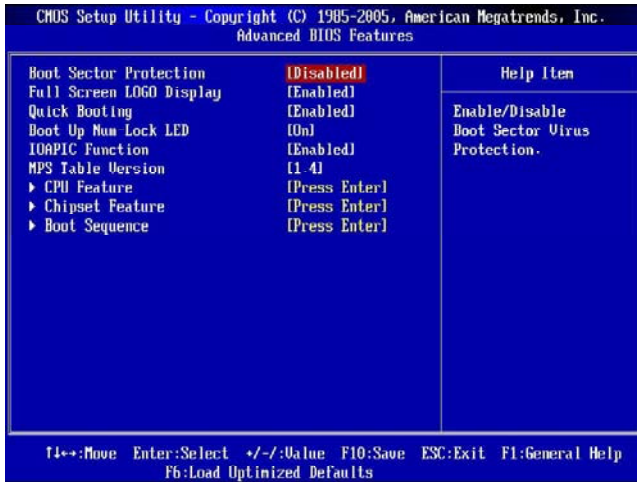 CMOS Setup Utility - Copyright (C) 1985-2005, American Megatrends, Inc.
Advanced BIOS Features
Boot Sector Protection [Disabled]
Full Screen LOGO Display [Enabled]
Quick Booting [Enabled]
Boot Up Num-Lock LED [On]
IOAPIC Function [Enabled]
MPS Table Version [1.4]
▶ CPU Feature [Press Enter]
▶ Chipset Feature [Press Enter]
▶ Boot Sequence [Press Enter]
Help Item
Enable/Disable
Boot Sector Virus
Protection.
↑↓←→:Move Enter:Select +/-/:Value F10:Save ESC:Exit F1:General Help
F6:Load Optimized Defaults